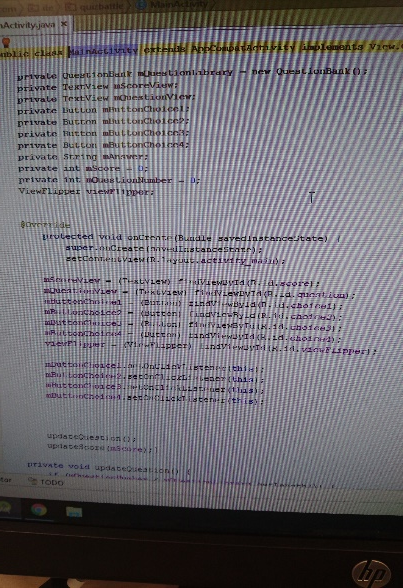 quizbattle MainActivity
nActivity.java ×
ublic class MainActivity extends AppCompatActivity implements View.
private QuestionBank mQuestionLibrary = new QuestionBank();
private TextView mScoreView;
private TextView mQuestionView;
private Button mButtonChoice1;
private Button mButtonChoice2;
private Button mButtonChoice3;
private Button mButtonChoice4;
private String mAnswer;
private int mScore = 0;
private int mQuestionNumber = 0;
ViewFlipper viewFlipper;
@Override
protected void onCreate(Bundle savedInstanceState) {
super.onCreate(savedInstanceState);
setContentView(R.layout.activity_main);
mScoreView = (TextView) findViewById(R.id.score);
mQuestionView = (TextView) findViewById(R.id.question);
mButtonChoice1 = (Button) findViewById(R.id.choice1);
mButtonChoice2 = (Button) findViewById(R.id.choice2);
mButtonChoice3 = (Button) findViewById(R.id.choice3);
mButtonChoice4 = (Button) findViewById(R.id.choice4);
viewFlipper = (ViewFlipper) findViewById(R.id.viewFlipper);
mButtonChoice1.setOnClickListener(this);
mButtonChoice2.setOnClickListener(this);
mButtonChoice3.setOnClickListener(this);
mButtonChoice4.setOnClickListener(this);
updateQuestion();
updateScore(mScore);
private void updateQuestion() {
TODO
hp